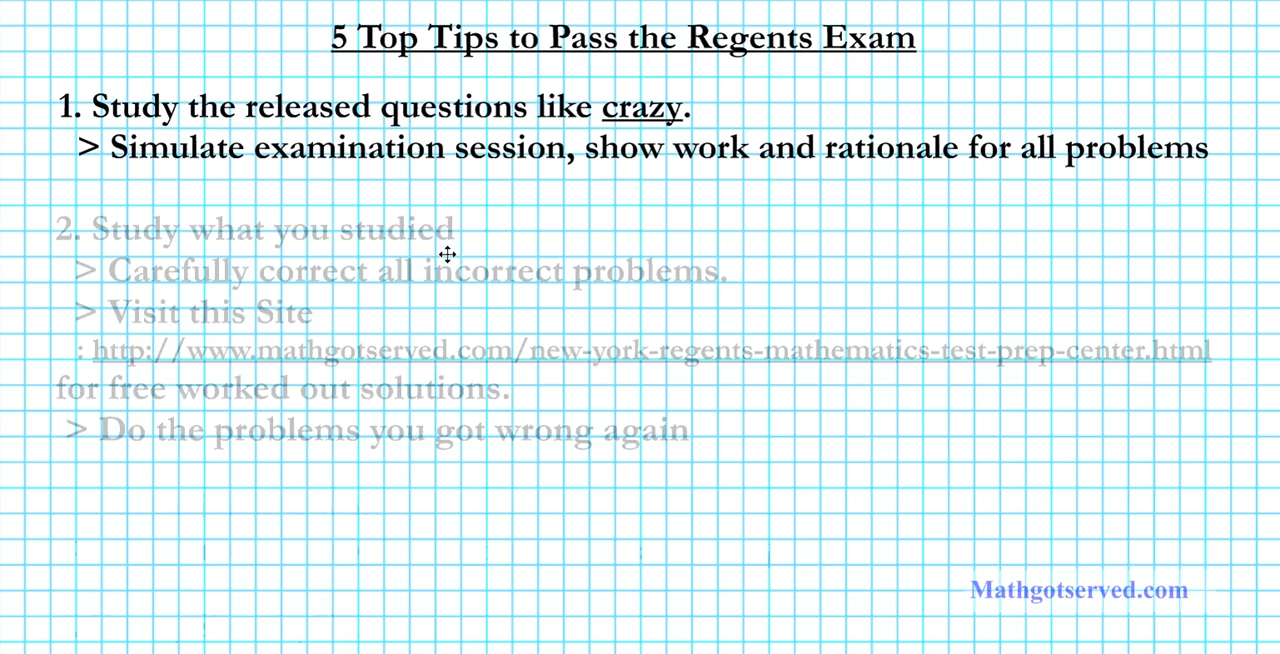 5 Top Tips to Pass the Regents Exam
1. Study the released questions like crazy.
> Simulate examination session, show work and rationale for all problems
2. Study what you studied
> Carefully correct all incorrect problems.
> Visit this Site
: http://www.mathgotserved.com/new-york-regents-mathematics-test-prep-center.html
for free worked out solutions.
> Do the problems you got wrong again
Mathgotserved.com